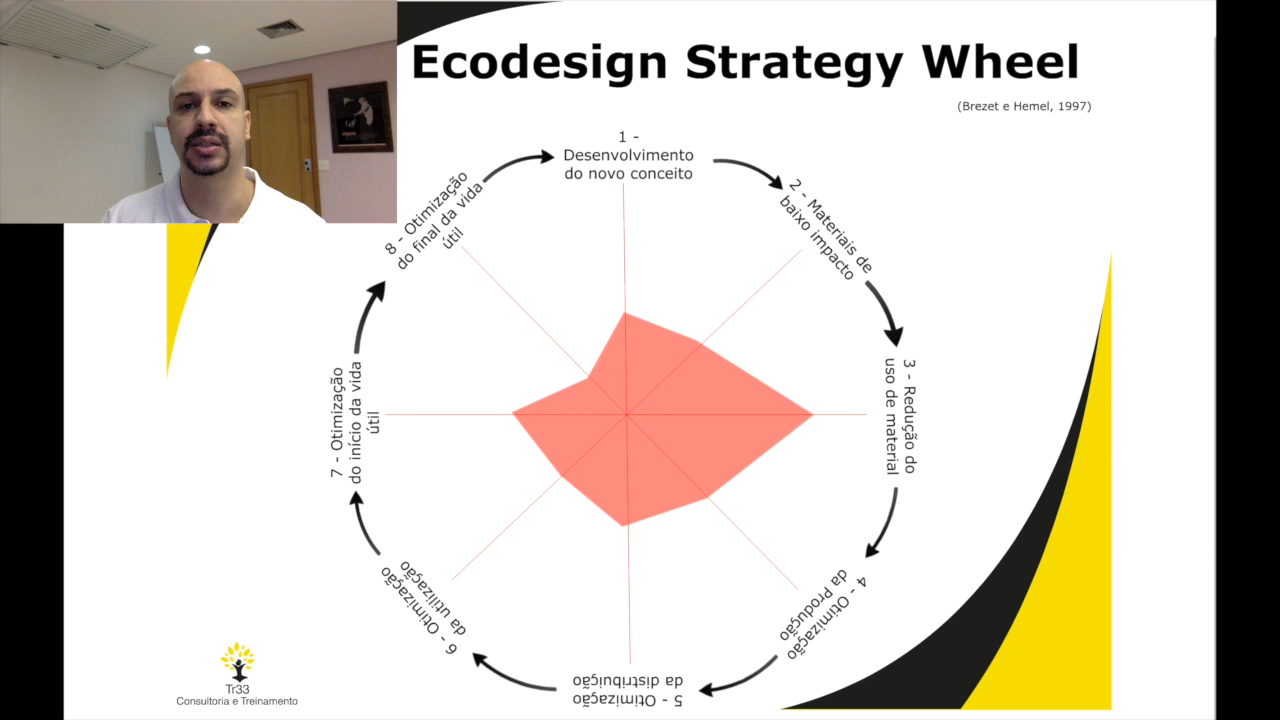 Ecodesign Strategy Wheel
(Brezet e Hemel, 1997)
1 -
Desenvolvimento
do novo conceito
2 - Materiais de
baixo impacto
3 - Redução do
uso de material
4 - Otimização
da Produção
5 - Otimização
da distribuição
6 - Otimização
da utilização
7 - Otimização
do início da vida
útil
8 - Otimização
do final da vida
útil
Tr33
Consultoria e Treinamento